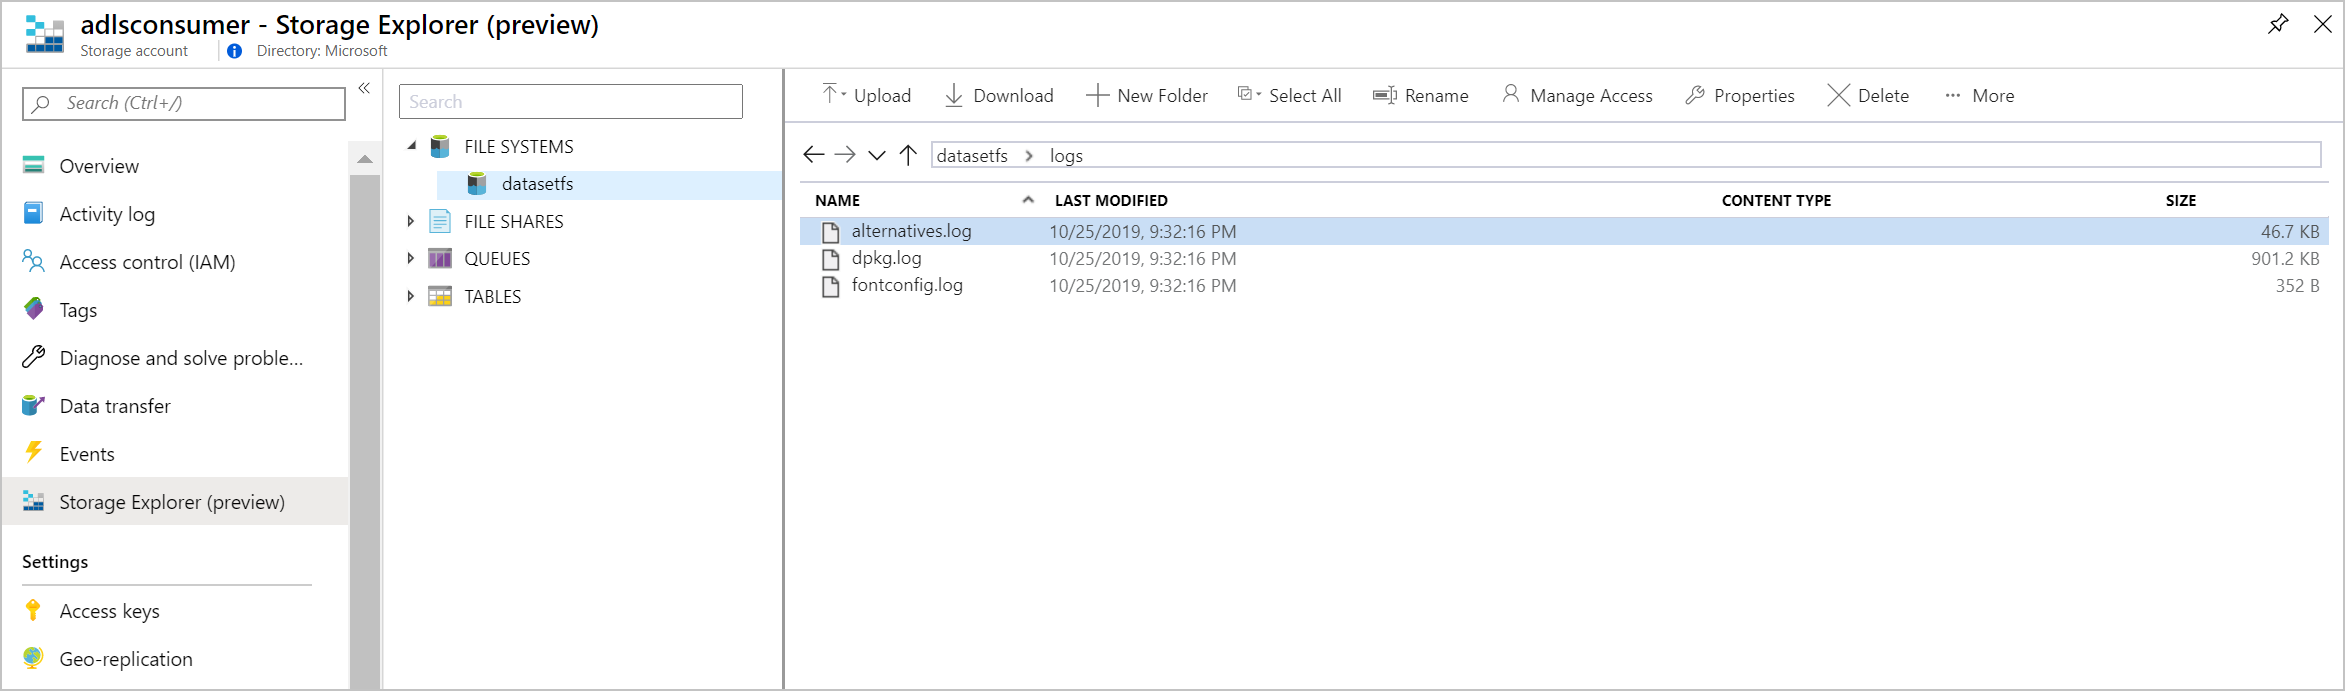 adlsconsumer - Storage Explorer (preview)
Storage account
Directory: Microsoft
Search (Ctrl+/)
Overview
Activity log
Access control (IAM)
Tags
Diagnose and solve proble...
Data transfer
Events
Storage Explorer (preview)
Settings
Access keys
Geo-replication
Search
FILE SYSTEMS
datasetfs
FILE SHARES
QUEUES
TABLES
Upload Download New Folder Select All Rename Manage Access Properties Delete More
datasetfs logs
NAME LAST MODIFIED CONTENT TYPE SIZE
alternatives.log 10/25/2019, 9:32:16 PM 46.7 KB
dpkg.log 10/25/2019, 9:32:16 PM 901.2 KB
fontconfig.log 10/25/2019, 9:32:16 PM 352 B